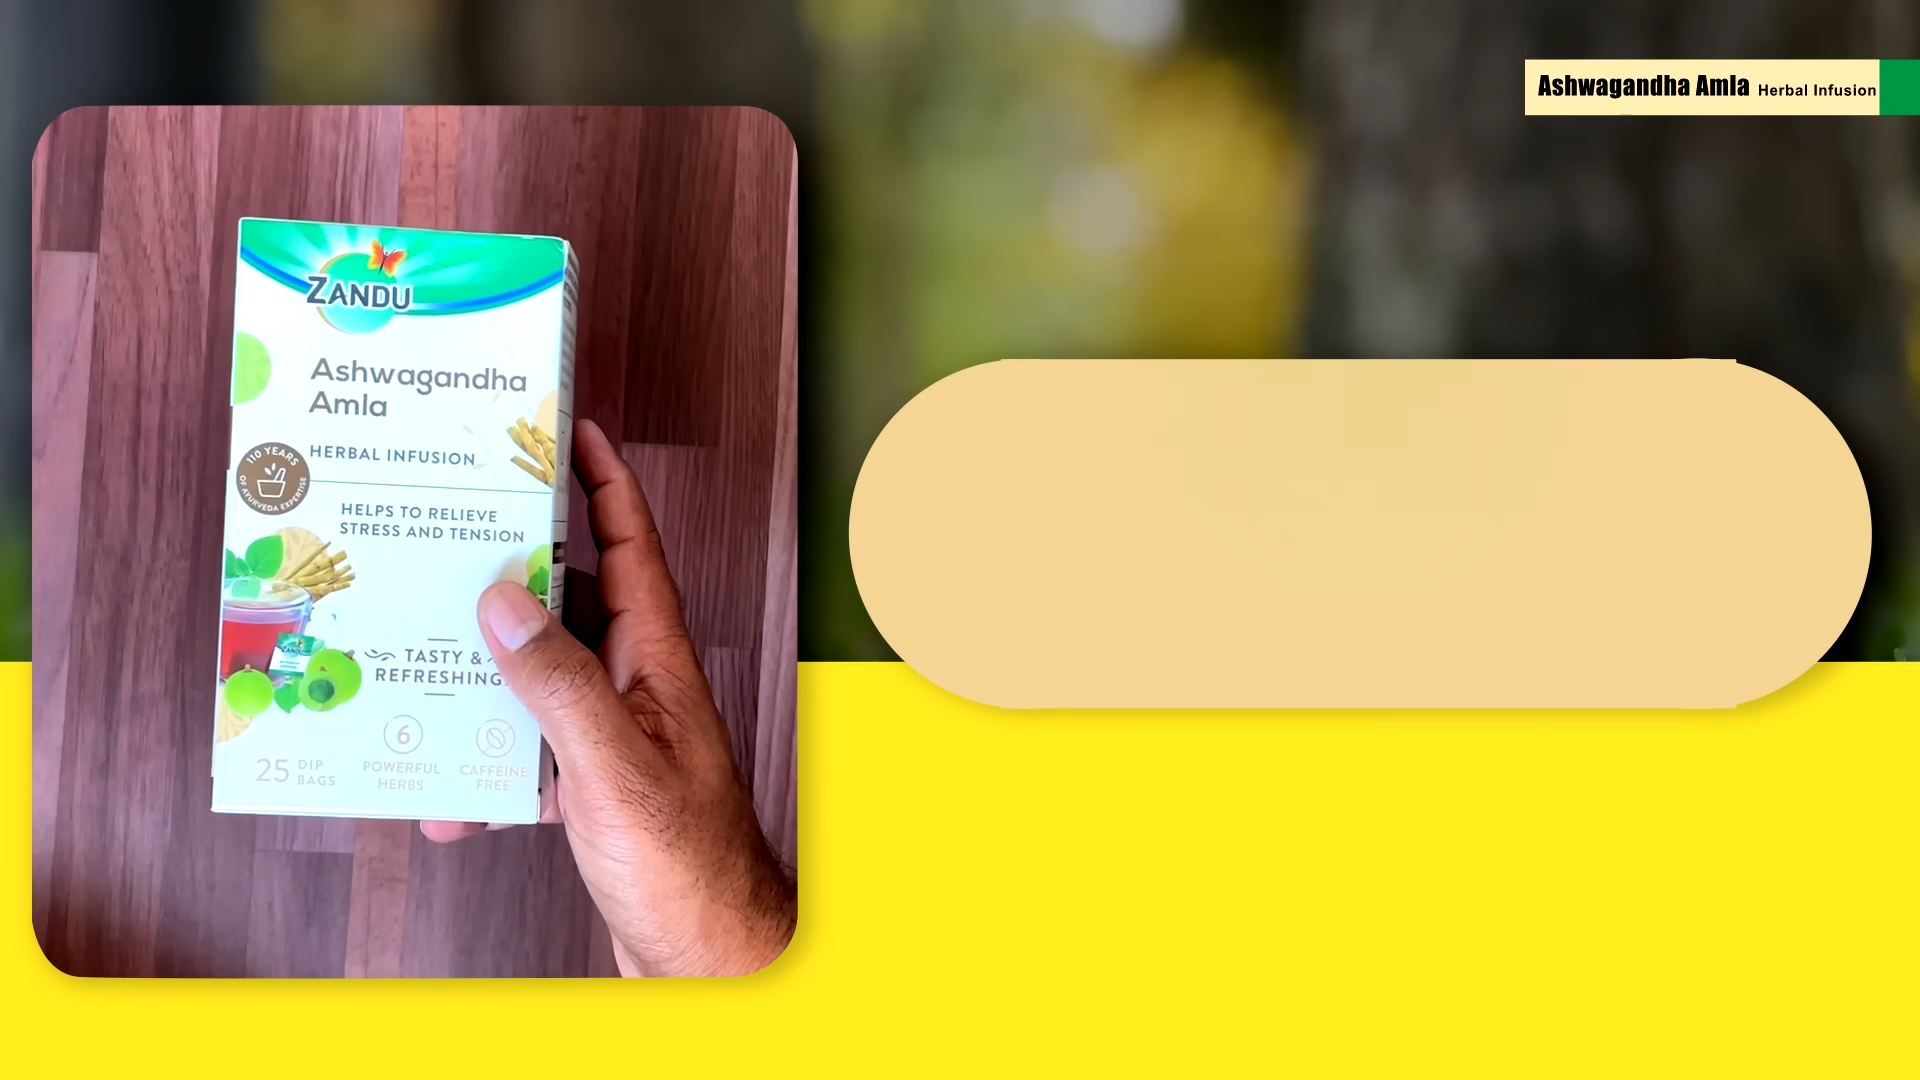 Ashwagandha Amla Herbal Infusion
ZANDU
Ashwagandha
Amla
HERBAL INFUSION
110 YEARS
OF AYURVEDA EXPERTISE
HELPS TO RELIEVE
STRESS AND TENSION
ZANDU
TASTY &
REFRESHING
25 DIP
BAGS
6
POWERFUL
HERBS
CAFFEINE
FREE